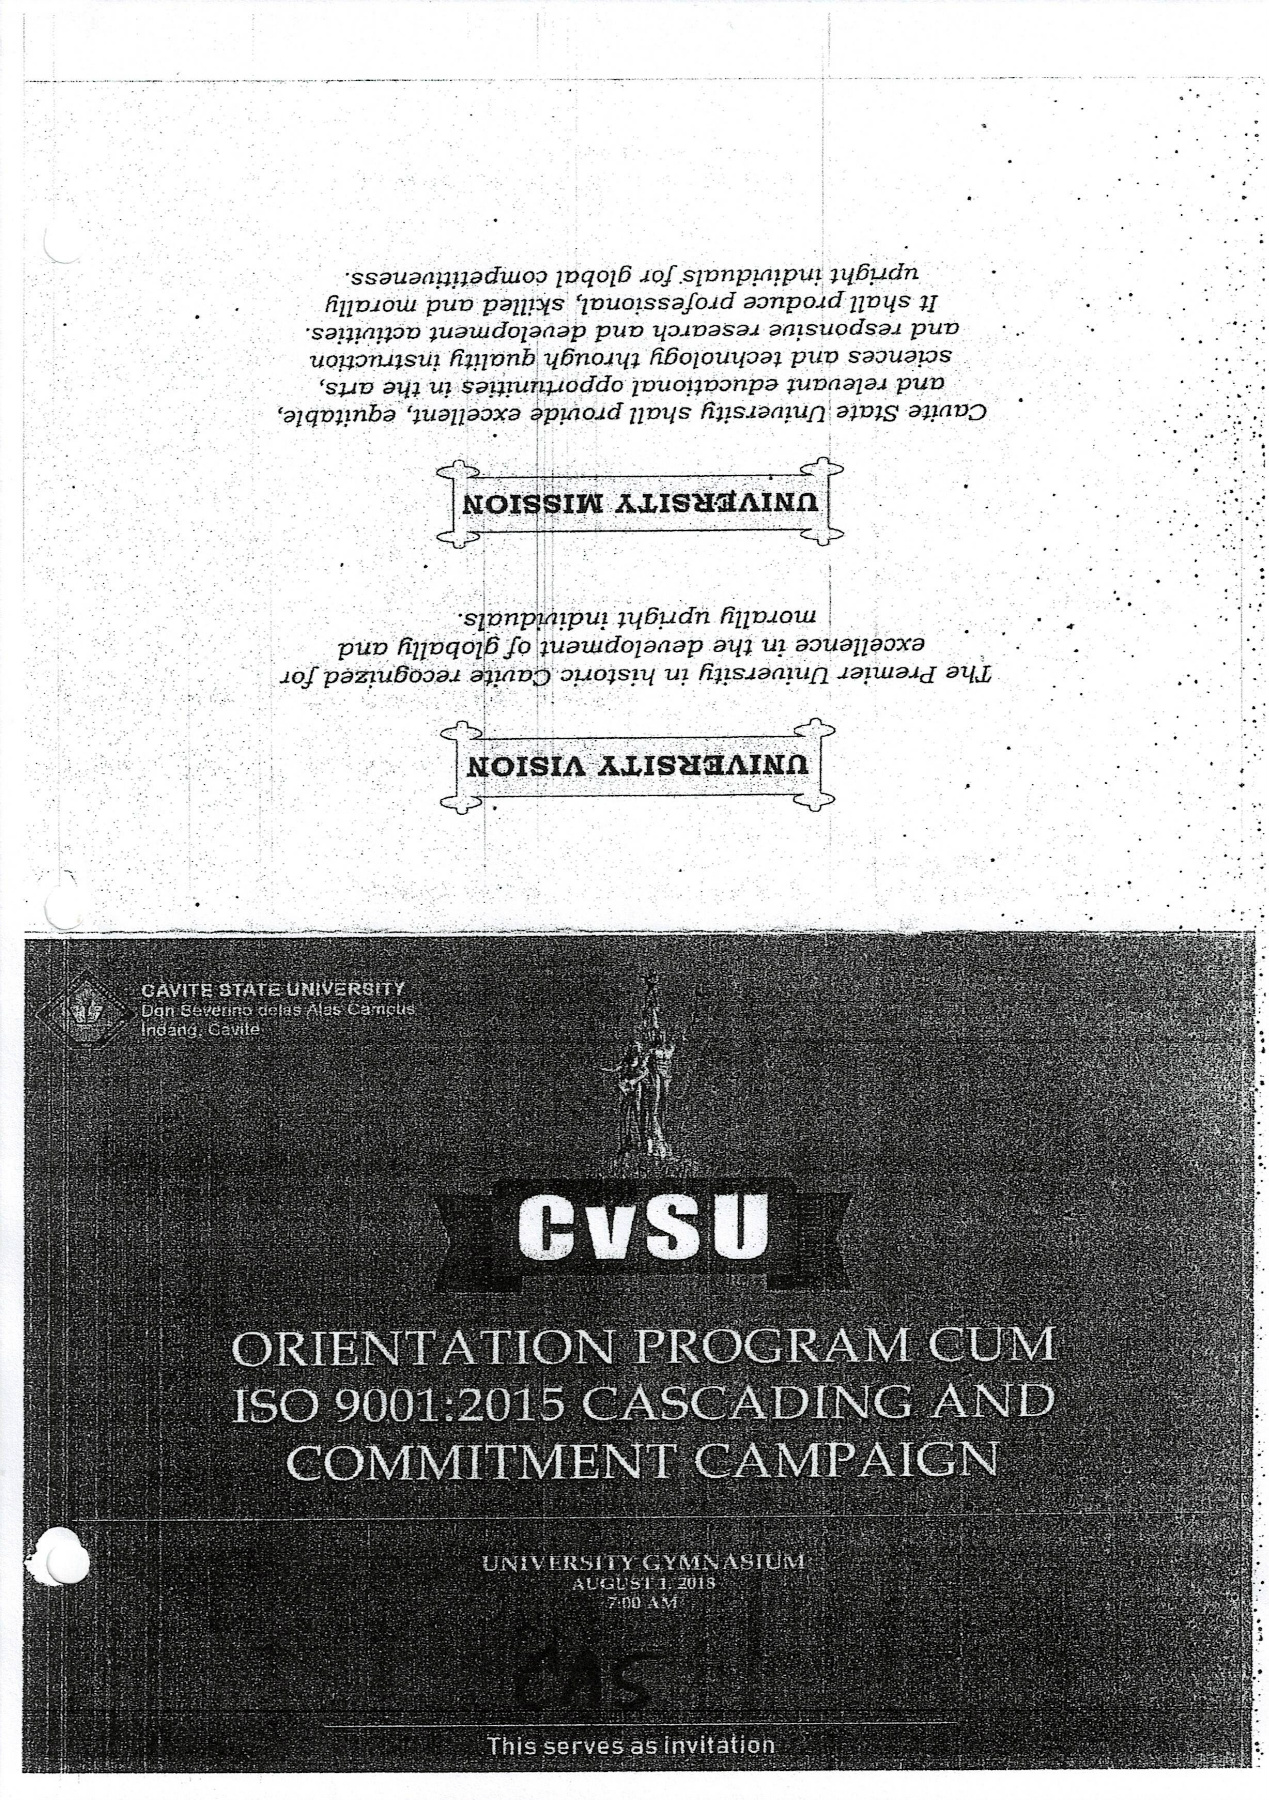 UNIVERSITY VISION
The Premier University in historic Cavite recognized for
excellence in the development of globally and
morally upright individuals.
UNIVERSITY MISSION
Cavite State University shall provide excellent, equitable,
and relevant educational opportunities in the arts,
sciences and technology through quality instruction
and responsive research and development activities.
It shall produce professional, skilled and morally
upright individuals for global competitiveness.
CAVITE STATE UNIVERSITY
Don Severino delas Alas Campus
Indang, Cavite
CvSU
ORIENTATION PROGRAM CUM
ISO 9001:2015 CASCADING AND
COMMITMENT CAMPAIGN
UNIVERSITY GYMNASIUM
AUGUST 1, 2018
7:00 AM
CAS
This serves as invitation